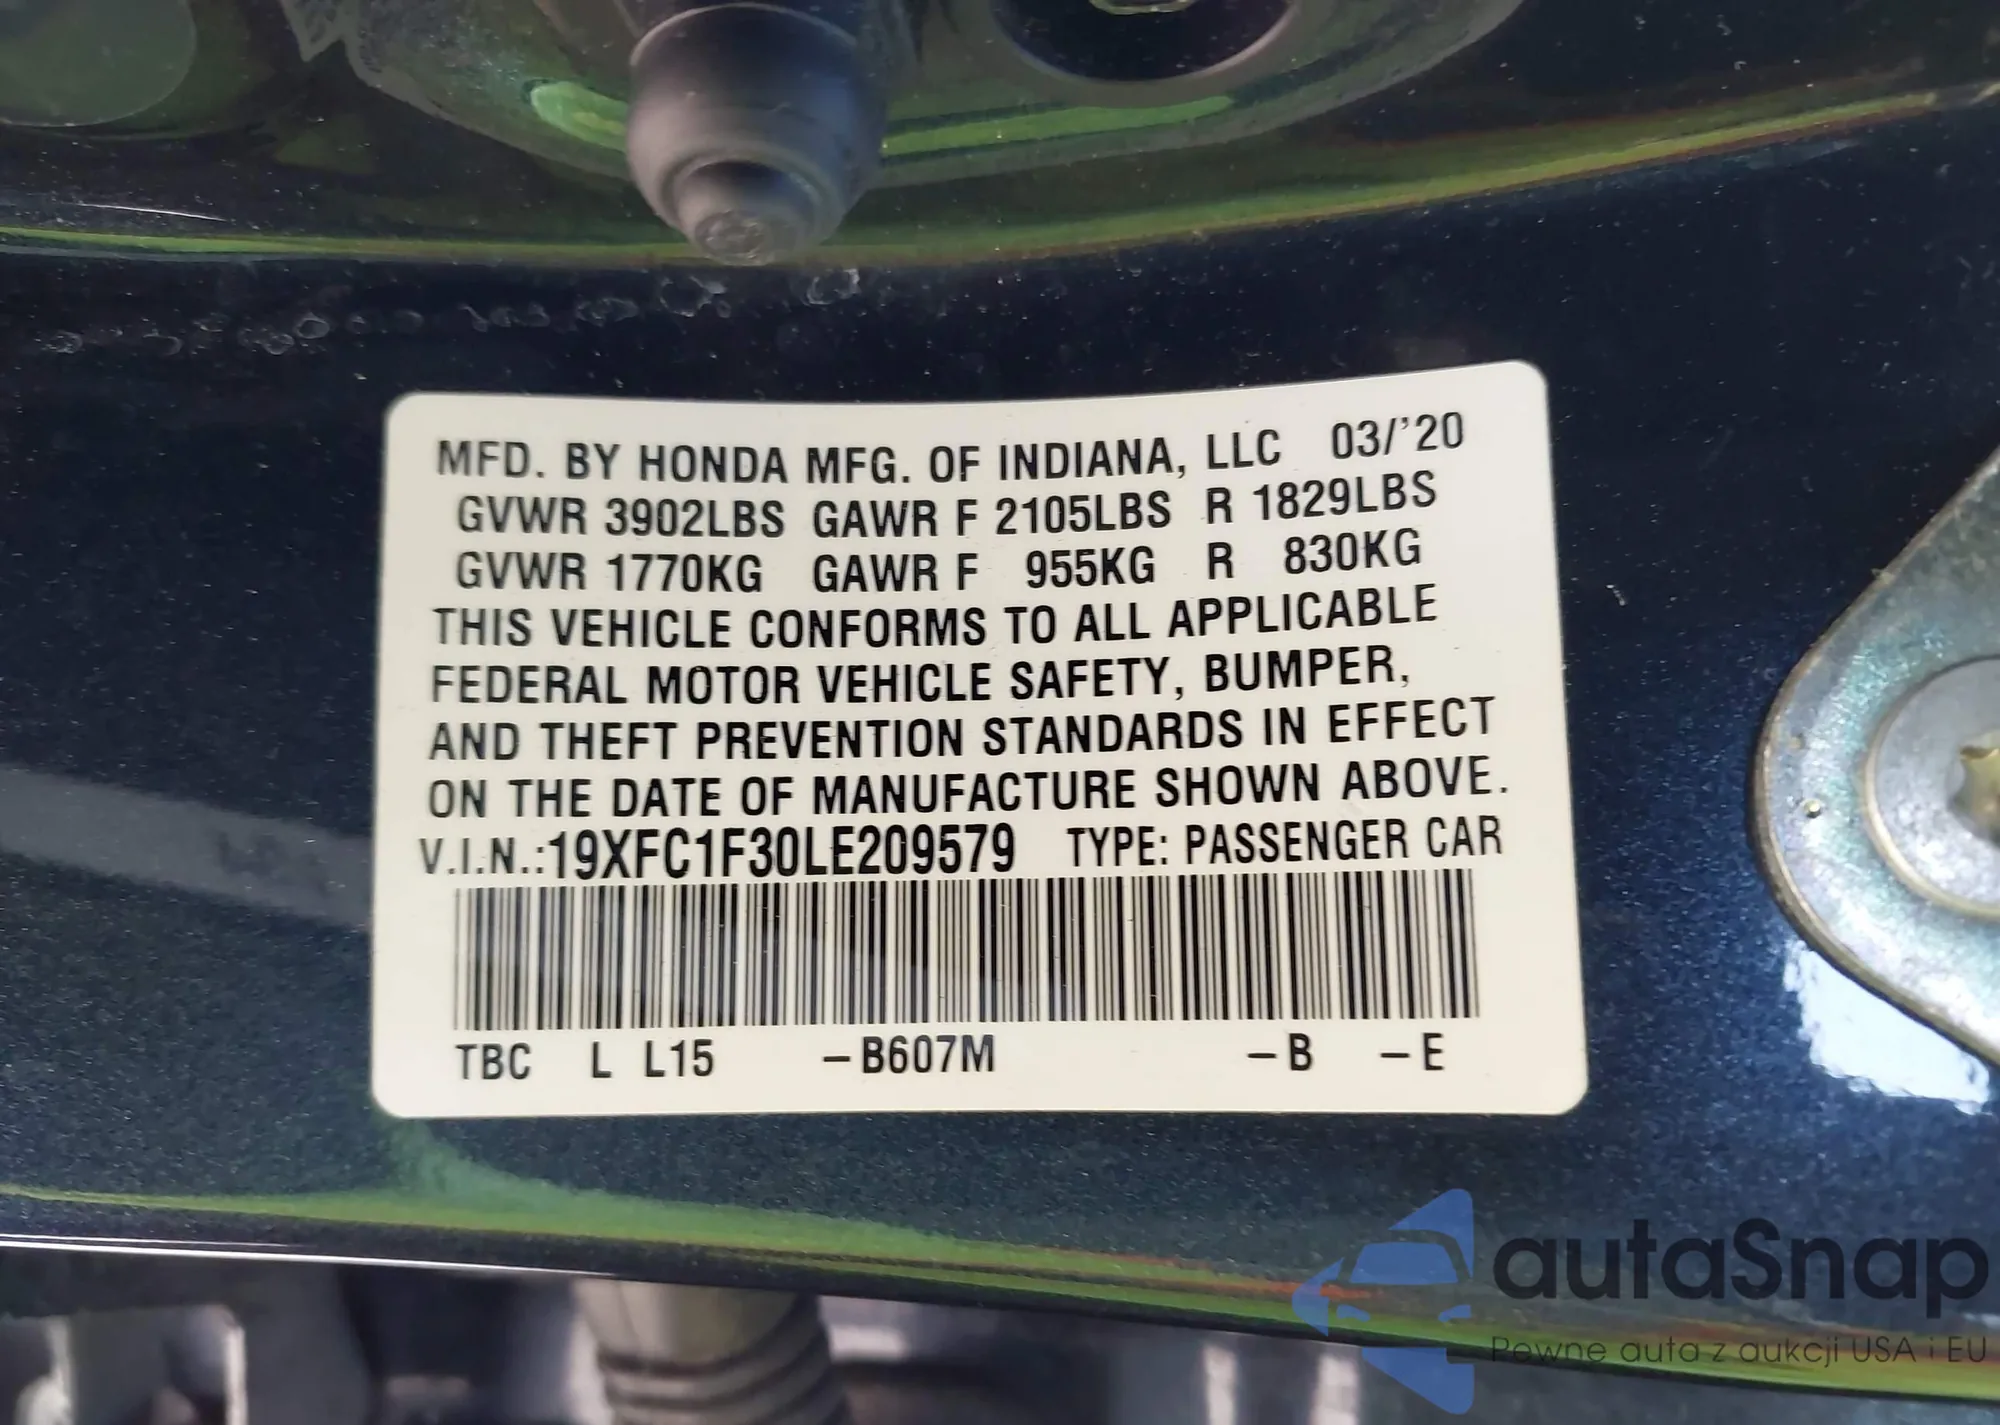 MFD. BY HONDA MFG. OF INDIANA, LLC 03/'20
GVWR 3902LBS GAWR F 2105LBS R 1829LBS
GVWR 1770KG GAWR F 955KG R 830KG
THIS VEHICLE CONFORMS TO ALL APPLICABLE
FEDERAL MOTOR VEHICLE SAFETY, BUMPER,
AND THEFT PREVENTION STANDARDS IN EFFECT
ON THE DATE OF MANUFACTURE SHOWN ABOVE.
V.I.N.:19XFC1F30LE209579 TYPE: PASSENGER CAR
TBC L L15 –B607M –B –E
autaSnap
Pewne auta z aukcji USA i EU